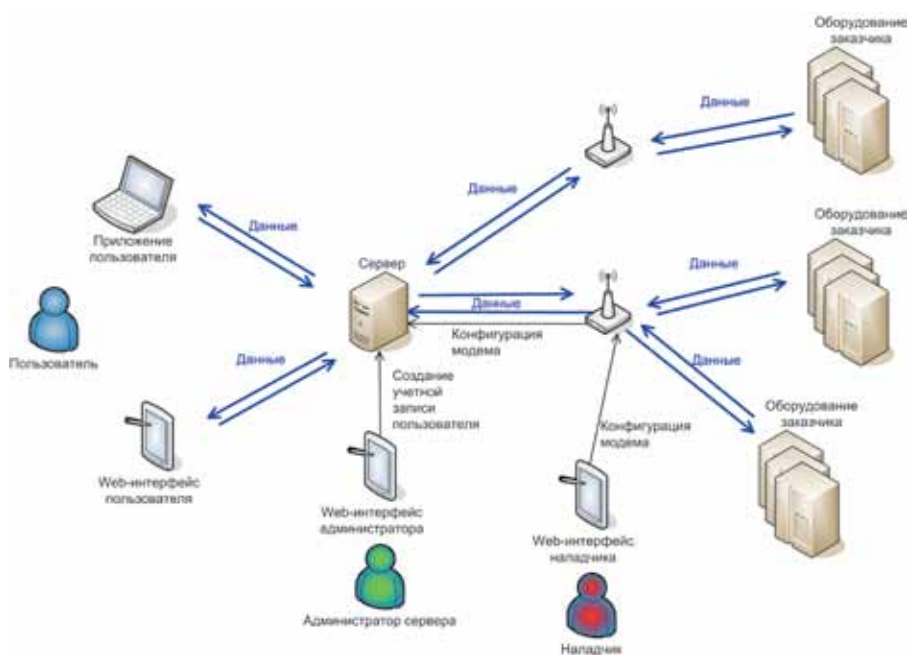 Оборудование
заказчика
Данные
Данные
Приложение
пользователя
Данные
Сервер
Оборудование
заказчика
Данные
Данные
Конфигурация
модема
Данные
Пользователь
Данные
Создание
учетной
записи
пользователя
Оборудование
заказчика
Конфигурация
модема
Web-интерфейс
пользователя
Web-интерфейс
администратора
Web-интерфейс
наладчика
Администратор сервера
Наладчик